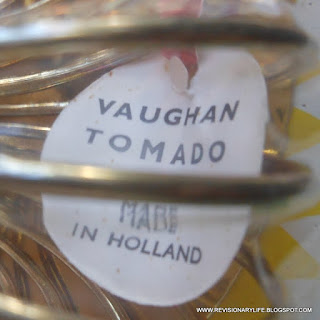 VAUGHAN
TOMADO
MADE
IN HOLLAND
WWW.REVISIONARYLIFE.BLOGSPOT.COM